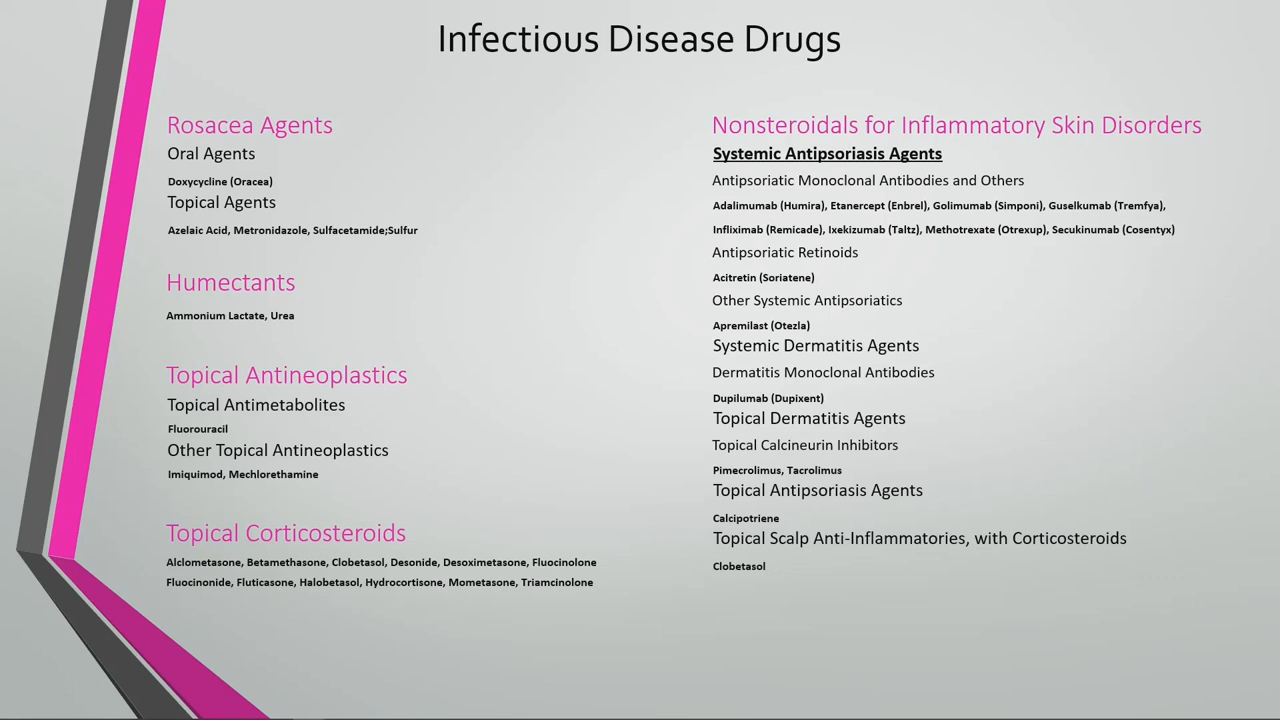 Infectious Disease Drugs
Rosacea Agents
Oral Agents
Doxycycline (Oracea)
Topical Agents
Azelaic Acid, Metronidazole, Sulfacetamide;Sulfur
Humectants
Ammonium Lactate, Urea
Topical Antineoplastics
Topical Antimetabolites
Fluorouracil
Other Topical Antineoplastics
Imiquimod, Mechlorethamine
Topical Corticosteroids
Alclometasone, Betamethasone, Clobetasol, Desonide, Desoximetasone, Fluocinolone
Fluocinonide, Fluticasone, Halobetasol, Hydrocortisone, Mometasone, Triamcinolone
Nonsteroidals for Inflammatory Skin Disorders
Systemic Antipsoriasis Agents
Antipsoriatic Monoclonal Antibodies and Others
Adalimumab (Humira), Etanercept (Enbrel), Golimumab (Simponi), Guselkumab (Tremfya),
Infliximab (Remicade), Ixekizumab (Taltz), Methotrexate (Otrexup), Secukinumab (Cosentyx)
Antipsoriatic Retinoids
Acitretin (Soriatene)
Other Systemic Antipsoriatics
Apremilast (Otezla)
Systemic Dermatitis Agents
Dermatitis Monoclonal Antibodies
Dupilumab (Dupixent)
Topical Dermatitis Agents
Topical Calcineurin Inhibitors
Pimecrolimus, Tacrolimus
Topical Antipsoriasis Agents
Calcipotriene
Topical Scalp Anti-Inflammatories, with Corticosteroids
Clobetasol